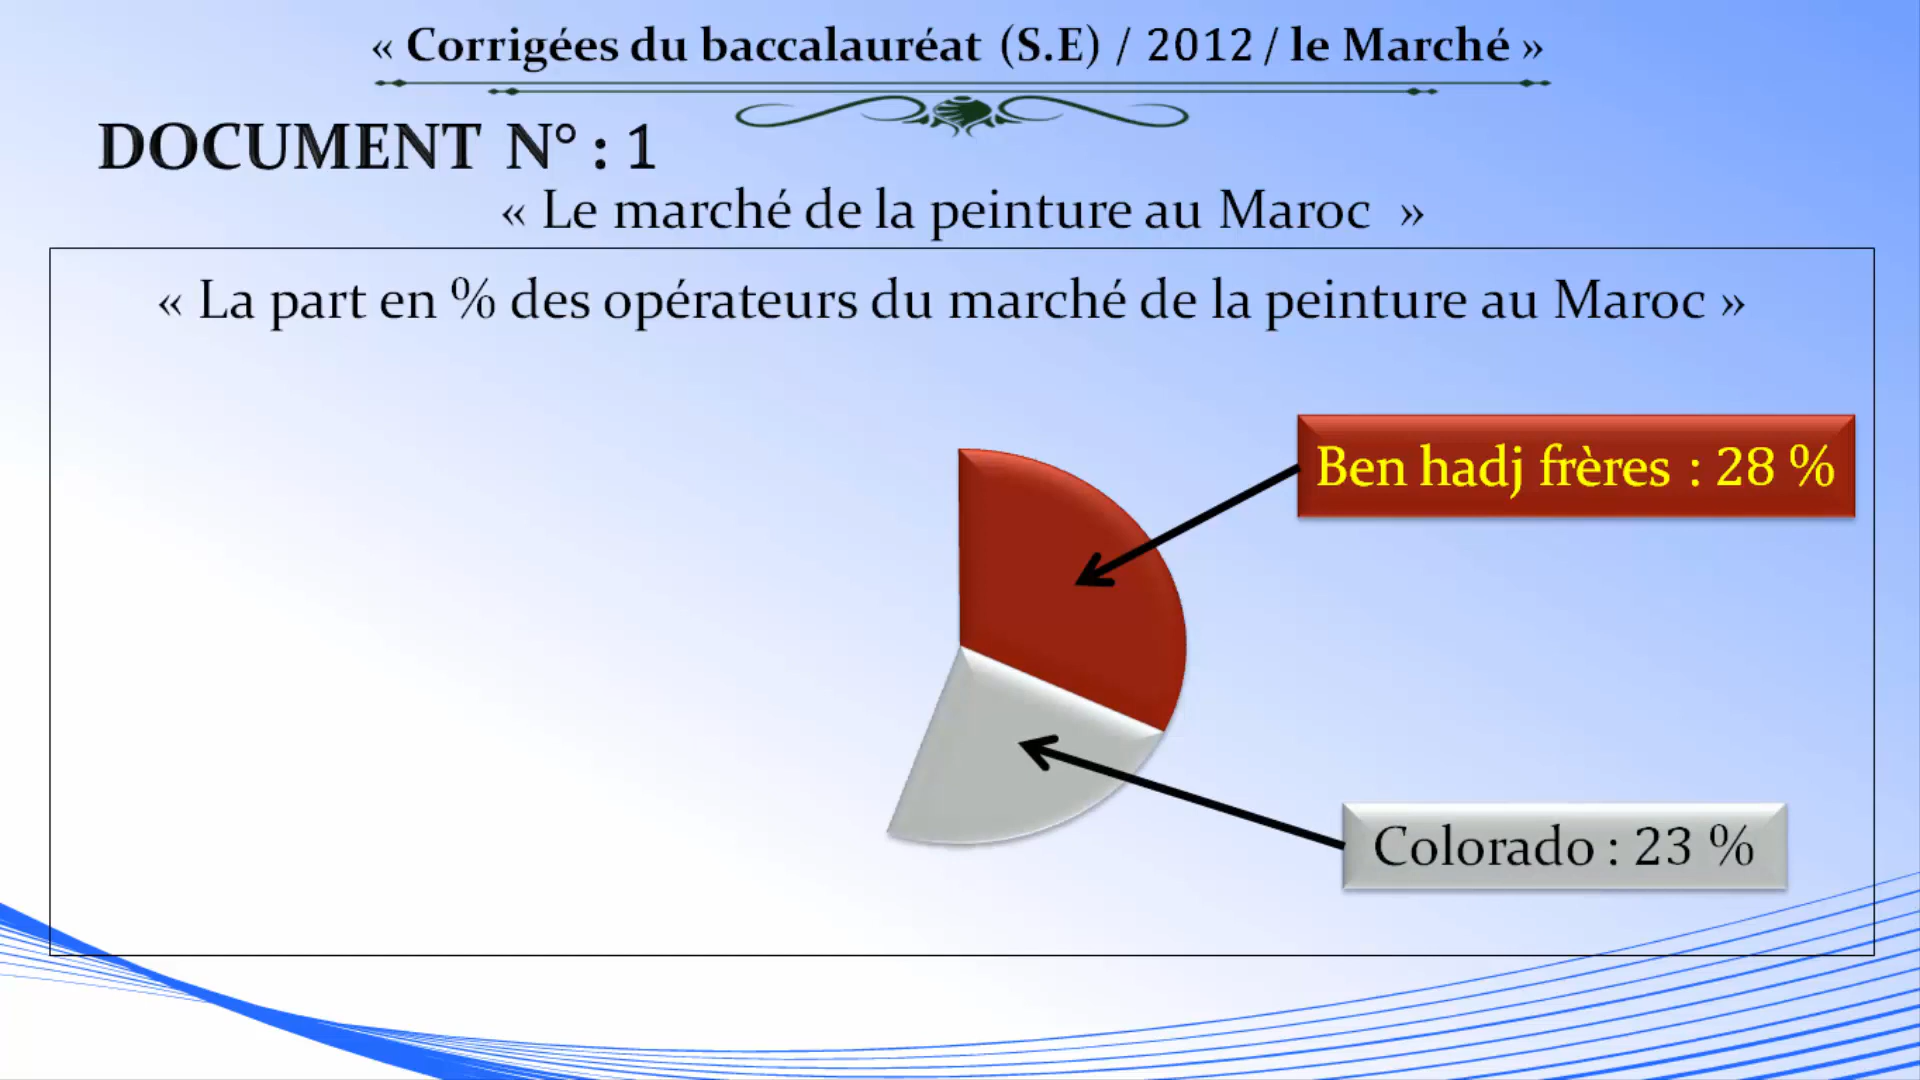 « Corrigées du baccalauréat (S.E) / 2012 / le Marché »
DOCUMENT N° : 1
« Le marché de la peinture au Maroc »
« La part en % des opérateurs du marché de la peinture au Maroc »
Ben hadj frères : 28 %
Colorado : 23 %